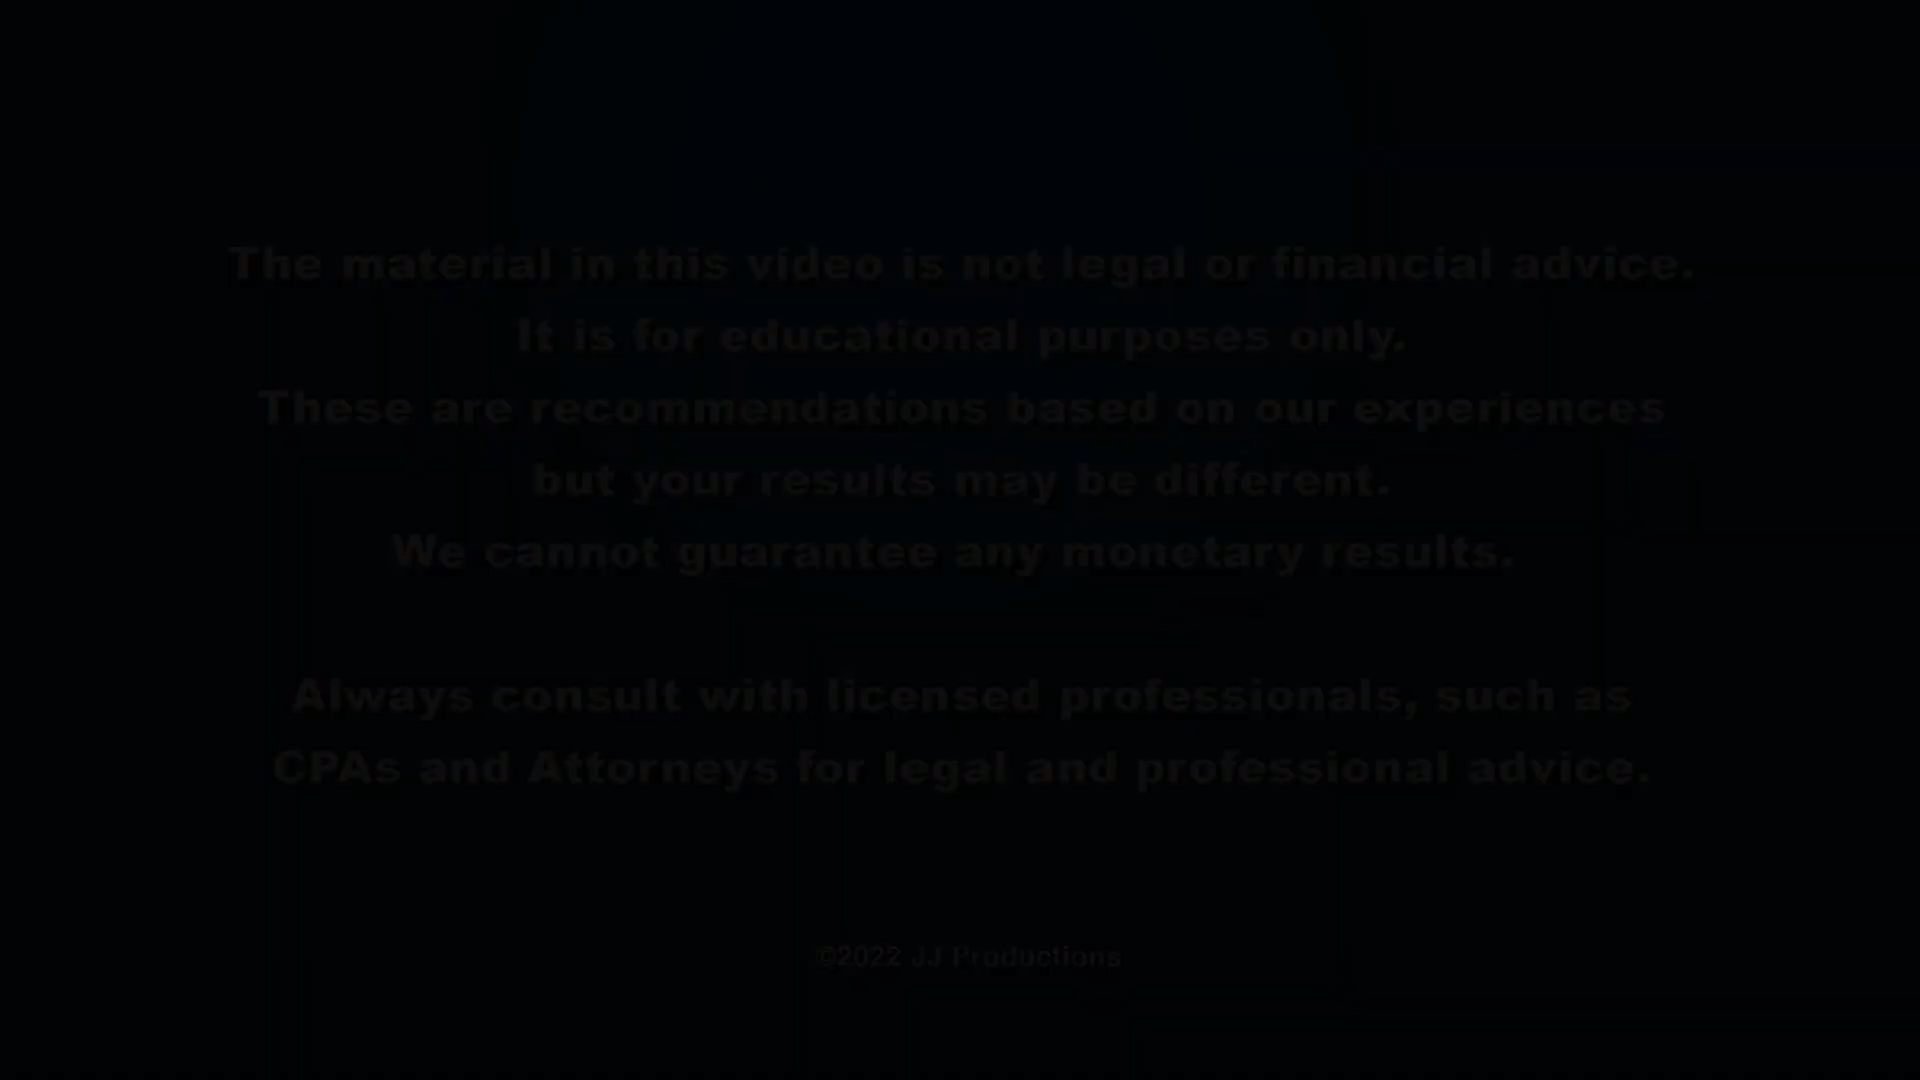 The material in this video is not legal or financial advice.
It is for educational purposes only.
These are recommendations based on our experiences
but your results may be different.
We cannot guarantee any monetary results.
Always consult with licensed professionals, such as
CPAs and Attorneys for legal and professional advice.
©2022 JJ Productions